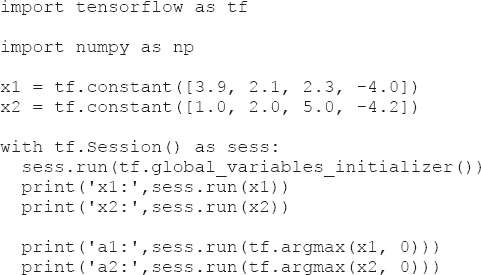 import tensorflow as tf
import numpy as np
x1 = tf.constant([3.9, 2.1, 2.3, -4.0])
x2 = tf.constant([1.0, 2.0, 5.0, -4.2])
with tf.Session() as sess:
  sess.run(tf.global_variables_initializer())
  print('x1:',sess.run(x1))
  print('x2:',sess.run(x2))
  print('a1:',sess.run(tf.argmax(x1, 0)))
  print('a2:',sess.run(tf.argmax(x2, 0)))